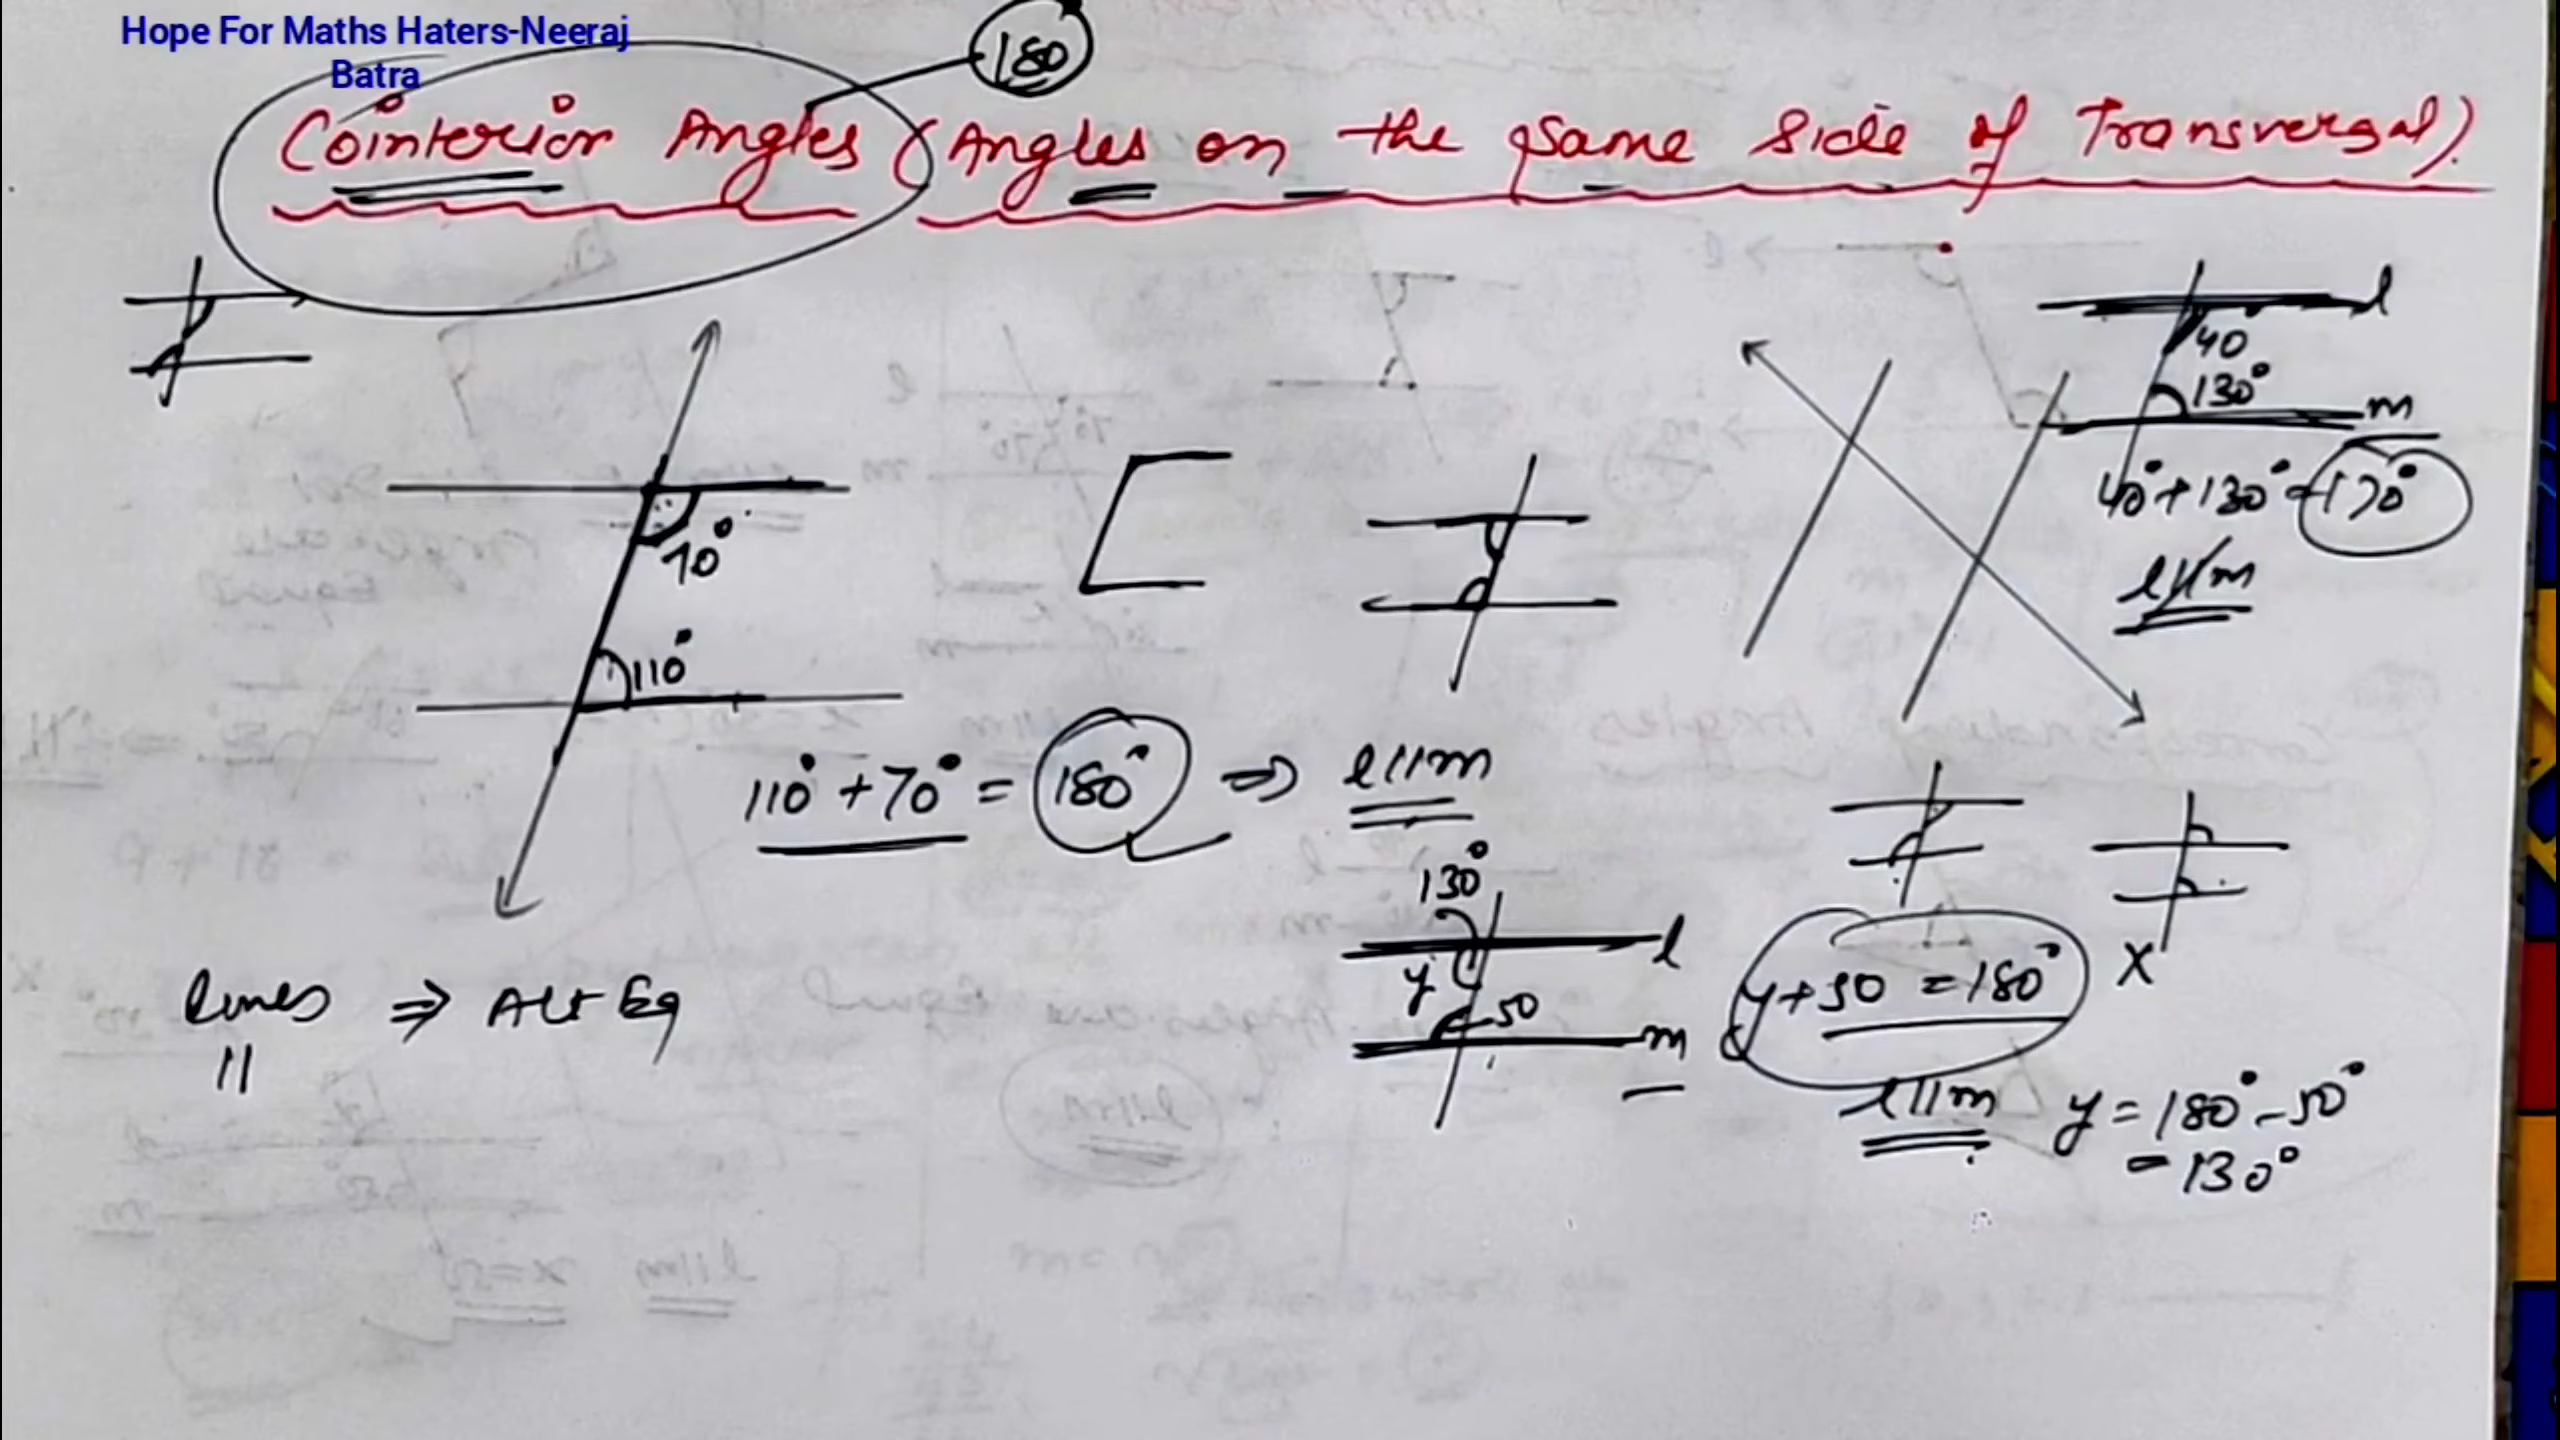 Hope For Maths Haters-Neeraj
Batra
180
Cointerior Angles (Angles on the same side of Transversal).
l
40
130°
m
40°+130°=170°
l∦m
70°
110°
110°+70° = 180° ⇒ l||m
130°
l
y
50
m
y+50 = 180°
X
l||m
y = 180°-50°
= 130°
lines ⇒ Alt Eq
||